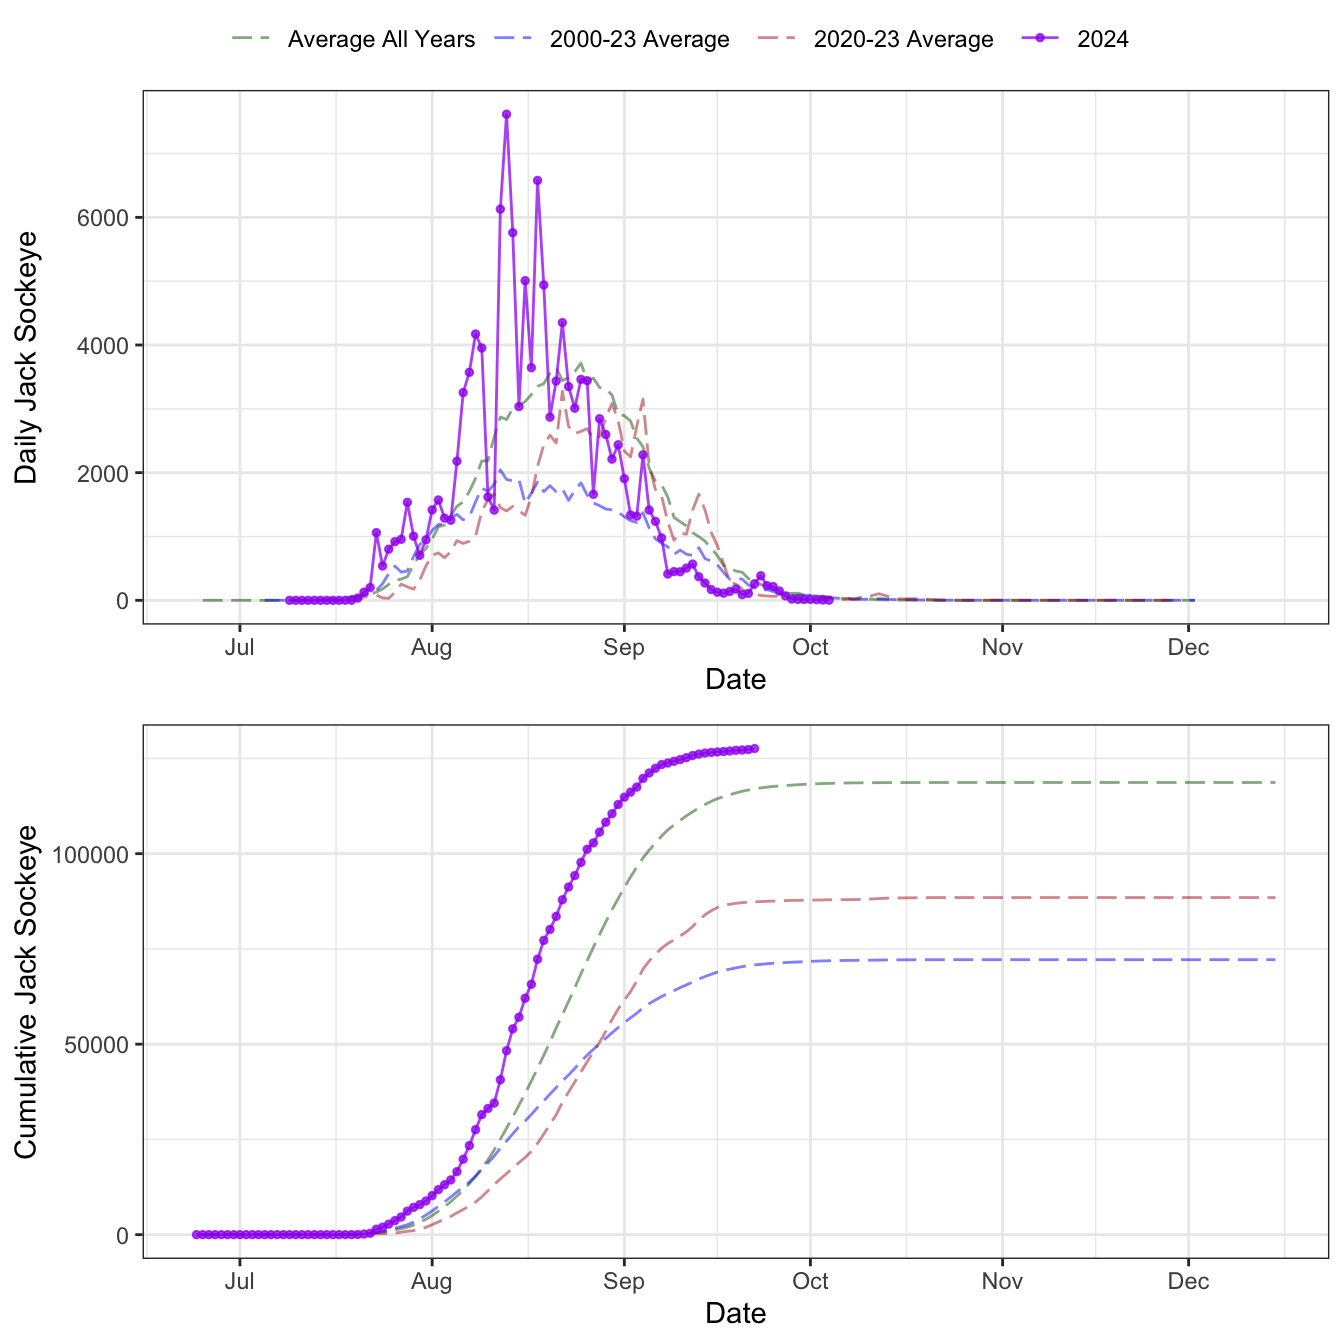 Average All Years 2000-23 Average 2020-23 Average 2024
Daily Jack Sockeye
6000
4000
2000
0
Jul Aug Sep Oct Nov Dec
Date
Cumulative Jack Sockeye
100000
50000
0
Jul Aug Sep Oct Nov Dec
Date